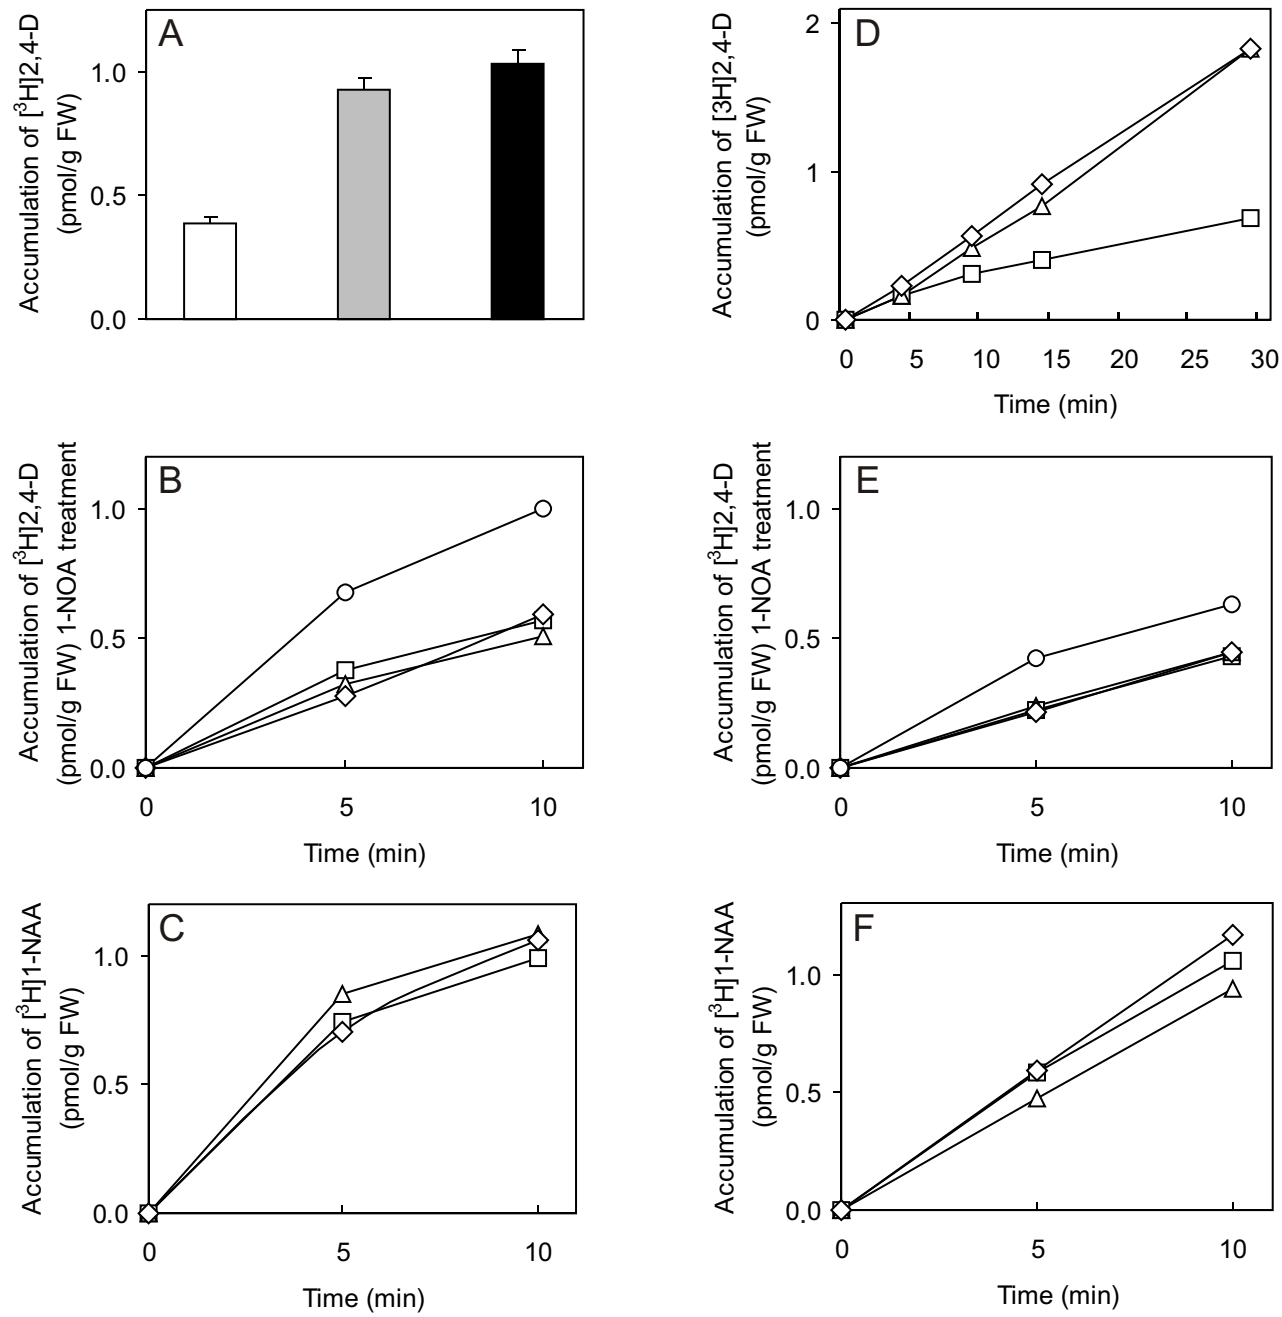 A
Accumulation of [³H]2,4-D
(pmol/g FW)
1.0
0.5
0.0
D
Accumulation of [3H]2,4-D
(pmol/g FW)
2
1
0
0 5 10 15 20 25 30
Time (min)
B
Accumulation of [³H]2,4-D
(pmol/g FW) 1-NOA treatment
1.0
0.5
0.0
0 5 10
Time (min)
E
Accumulation of [³H]2,4-D
(pmol/g FW) 1-NOA treatment
1.0
0.5
0.0
0 5 10
Time (min)
C
Accumulation of [³H]1-NAA
(pmol/g FW)
1.0
0.5
0.0
0 5 10
Time (min)
F
Accumulation of [³H]1-NAA
(pmol/g FW)
1.0
0.5
0.0
0 5 10
Time (min)